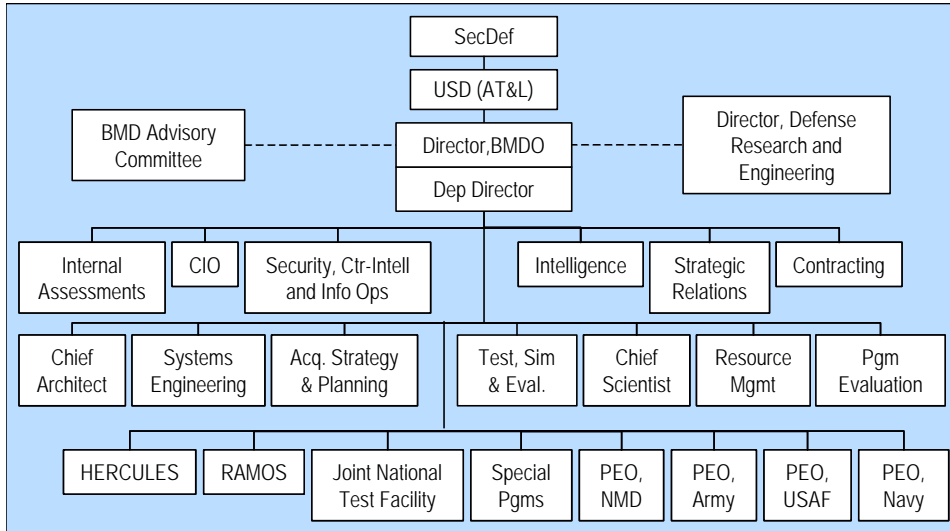 SecDef
USD (AT&L)
BMD Advisory
Committee
Director,BMDO
Dep Director
Director, Defense
Research and
Engineering
Internal
Assessments
CIO
Security, Ctr-Intell
and Info Ops
Intelligence
Strategic
Relations
Contracting
Chief
Architect
Systems
Engineering
Acq. Strategy
& Planning
Test, Sim
& Eval.
Chief
Scientist
Resource
Mgmt
Pgm
Evaluation
HERCULES
RAMOS
Joint National
Test Facility
Special
Pgms
PEO,
NMD
PEO,
Army
PEO,
USAF
PEO,
Navy